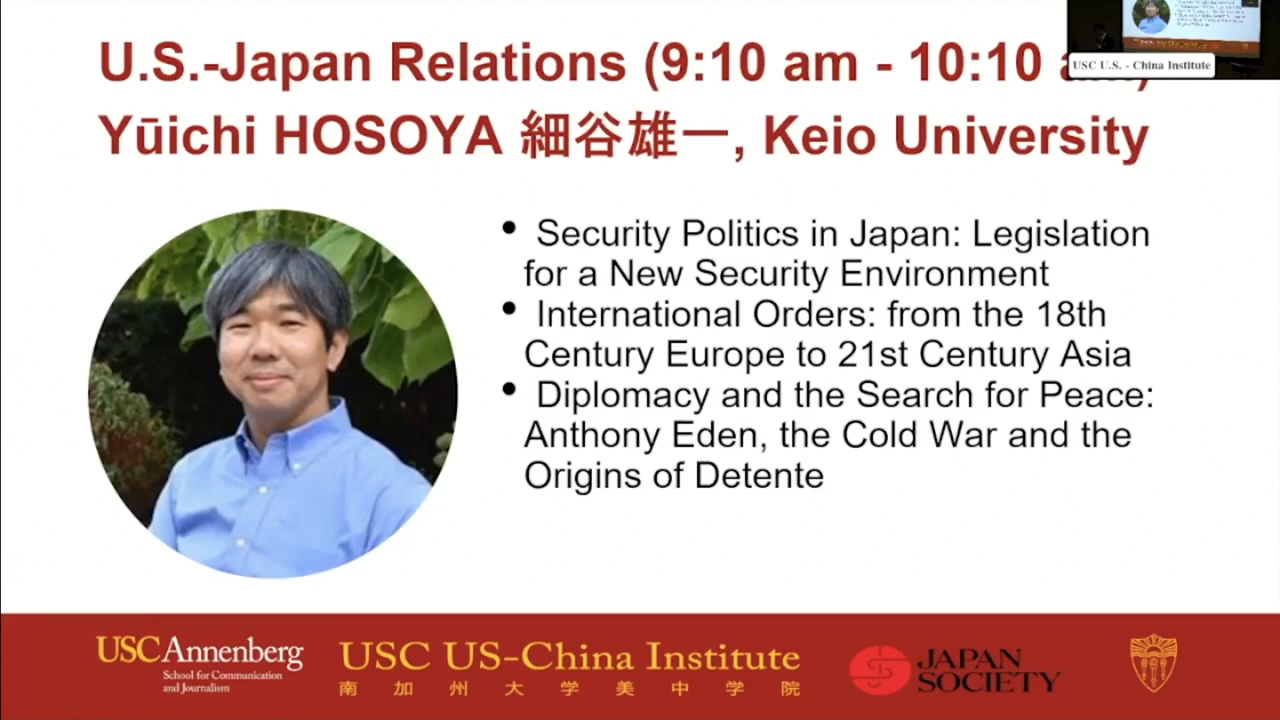 U.S.-Japan Relations (9:10 am - 10:10 a
USC U.S. - China Institute
Yūichi HOSOYA 細谷雄一, Keio University
• Security Politics in Japan: Legislation
for a New Security Environment
• International Orders: from the 18th
Century Europe to 21st Century Asia
• Diplomacy and the Search for Peace:
Anthony Eden, the Cold War and the
Origins of Detente
USC Annenberg
School for Communication
and Journalism
USC US-China Institute
南加州大学美中学院
JAPAN
SOCIETY